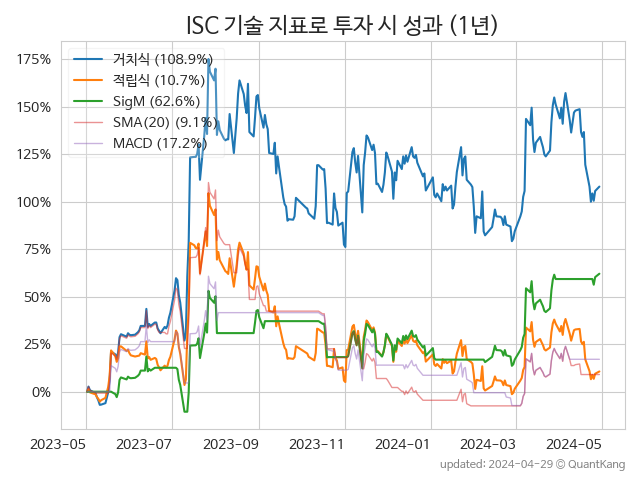 ISC 기술 지표로 투자 시 성과 (1년)
거치식 (108.9%)
적립식 (10.7%)
SigM (62.6%)
SMA(20) (9.1%)
MACD (17.2%)
175%
150%
125%
100%
75%
50%
25%
0%
2023-05 2023-07 2023-09 2023-11 2024-01 2024-03 2024-05
updated: 2024-04-29 © QuantKang